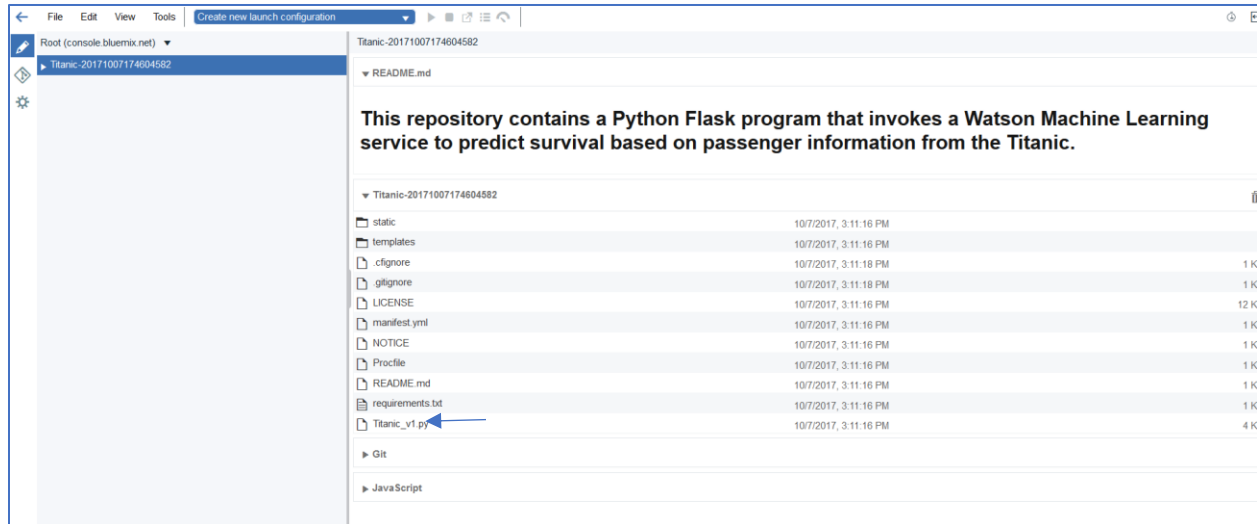 File Edit View Tools Create new launch configuration
Root (console.bluemix.net)
Titanic-20171007174604582
Titanic-20171007174604582
README.md
This repository contains a Python Flask program that invokes a Watson Machine Learning
service to predict survival based on passenger information from the Titanic.
Titanic-20171007174604582
static 10/7/2017, 3:11:16 PM
templates 10/7/2017, 3:11:16 PM
.cfignore 10/7/2017, 3:11:18 PM 1 K
.gitignore 10/7/2017, 3:11:18 PM 1 K
LICENSE 10/7/2017, 3:11:16 PM 12 K
manifest.yml 10/7/2017, 3:11:16 PM 1 K
NOTICE 10/7/2017, 3:11:16 PM 1 K
Procfile 10/7/2017, 3:11:16 PM 1 K
README.md 10/7/2017, 3:11:16 PM 1 K
requirements.txt 10/7/2017, 3:11:16 PM 1 K
Titanic_v1.py 10/7/2017, 3:11:16 PM 4 K
Git
JavaScript